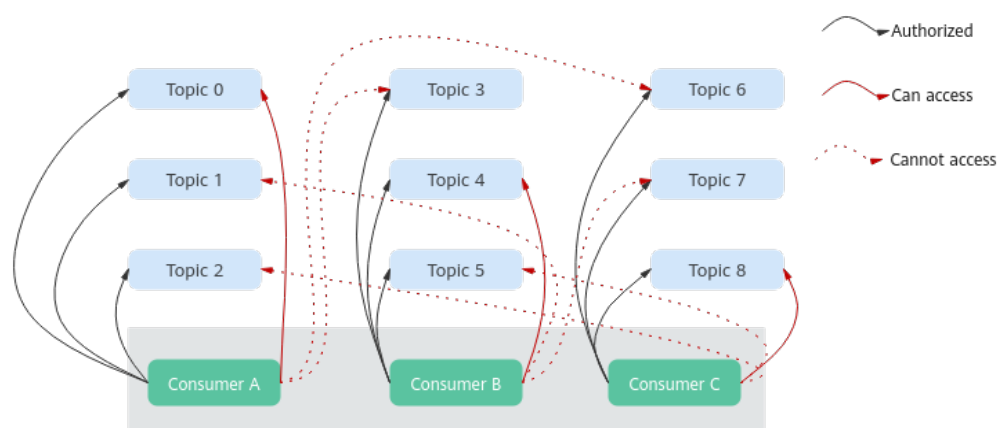 Authorized
Topic 0
Topic 3
Topic 6
Can access
Cannot access
Topic 1
Topic 4
Topic 7
Topic 2
Topic 5
Topic 8
Consumer A
Consumer B
Consumer C